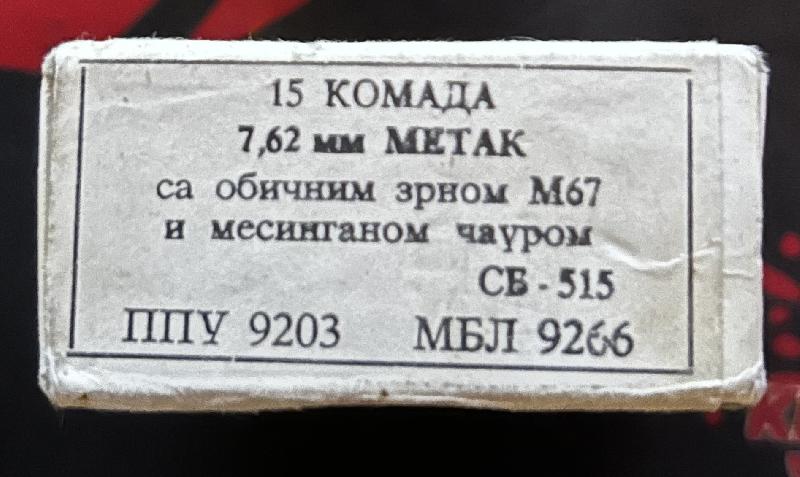 15 КОМАДА
7,62 мм МЕТАК
са обичним зрном М67
и месинганом чауром
СБ - 515
ППУ 9203 МБЛ 9266